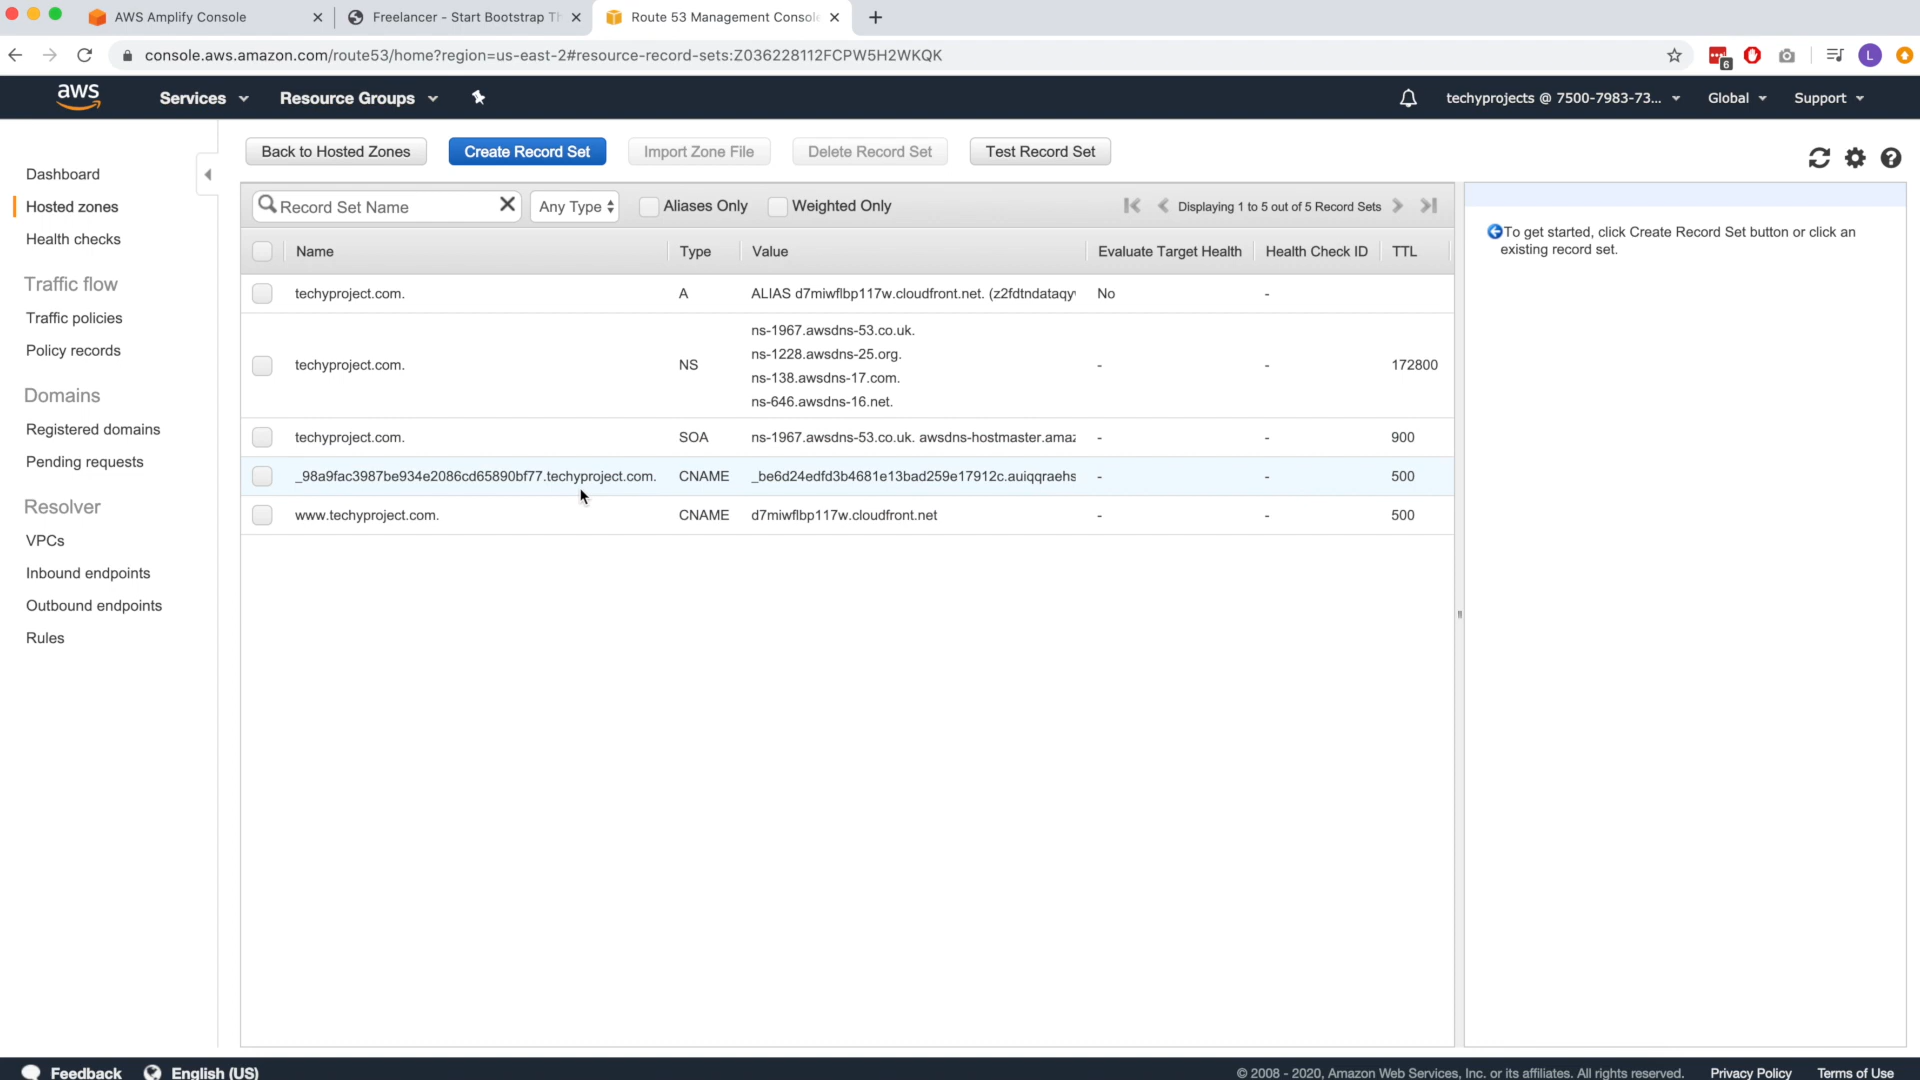 AWS Amplify Console
Freelancer - Start Bootstrap Th
Route 53 Management Console
console.aws.amazon.com/route53/home?region=us-east-2#resource-record-sets:Z036228112FCPW5H2WKQK
6
L
aws
Services
Resource Groups
techyprojects @ 7500-7983-73...
Global
Support
Dashboard
Hosted zones
Health checks
Traffic flow
Traffic policies
Policy records
Domains
Registered domains
Pending requests
Resolver
VPCs
Inbound endpoints
Outbound endpoints
Rules
Back to Hosted Zones
Create Record Set
Import Zone File
Delete Record Set
Test Record Set
Record Set Name
Any Type
Aliases Only
Weighted Only
Displaying 1 to 5 out of 5 Record Sets
Name Type Value Evaluate Target Health Health Check ID TTL
techyproject.com. A ALIAS d7miwflbp117w.cloudfront.net. (z2fdtndataqyw No -
techyproject.com. NS ns-1967.awsdns-53.co.uk. - - 172800
ns-1228.awsdns-25.org.
ns-138.awsdns-17.com.
ns-646.awsdns-16.net.
techyproject.com. SOA ns-1967.awsdns-53.co.uk. awsdns-hostmaster.amaz - - 900
_98a9fac3987be934e2086cd65890bf77.techyproject.com. CNAME _be6d24edfd3b4681e13bad259e17912c.auiqqraehs - - 500
www.techyproject.com. CNAME d7miwflbp117w.cloudfront.net - - 500
To get started, click Create Record Set button or click an
existing record set.
Feedback
English (US)
© 2008 - 2020, Amazon Web Services, Inc. or its affiliates. All rights reserved.
Privacy Policy
Terms of Use